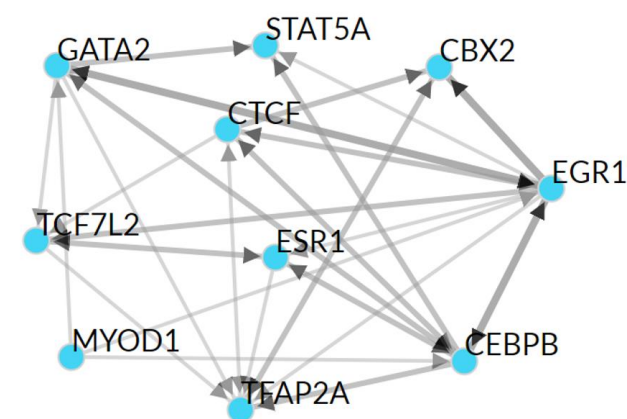 STAT5A
GATA2
CBX2
CTCF
EGR1
TCF7L2
ESR1
MYOD1
CEBPB
TFAP2A